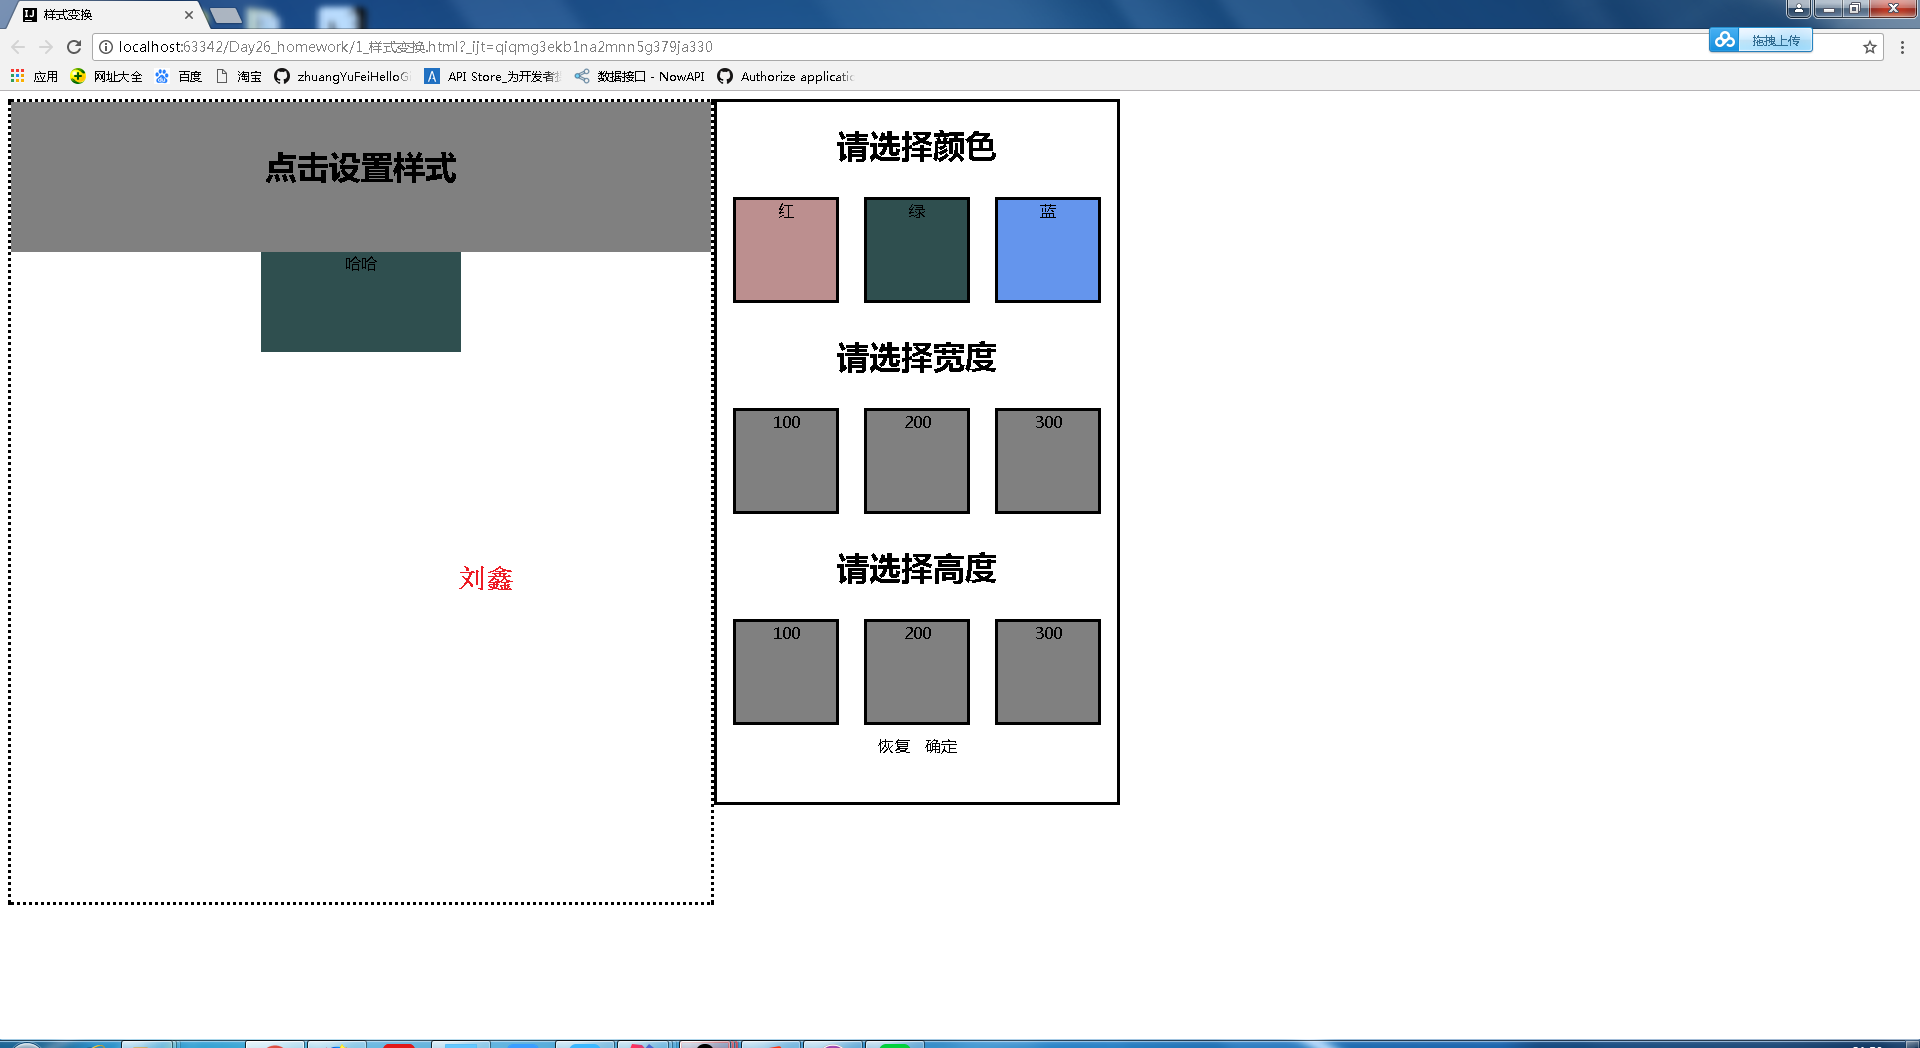 样式变换
拖拽上传
localhost:63342/Day26_homework/1_样式变换.html?_ijt=qiqmg3ekb1na2mnn5g379ja330
应用 网址大全 百度 淘宝 zhuangYuFeiHelloG API Store_为开发者 数据接口 - NowAPI Authorize applicatio
点击设置样式
哈哈
刘鑫
请选择颜色
红 绿 蓝
请选择宽度
100 200 300
请选择高度
100 200 300
恢复 确定